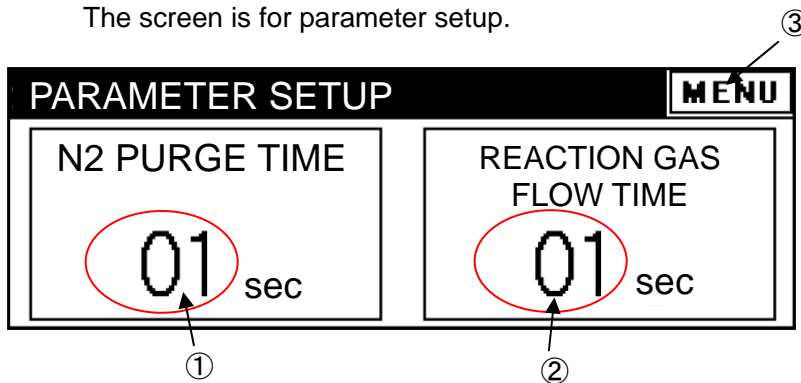 The screen is for parameter setup.
③
PARAMETER SETUP
MENU
N2 PURGE TIME
01 sec
REACTION GAS
FLOW TIME
01 sec
①
②